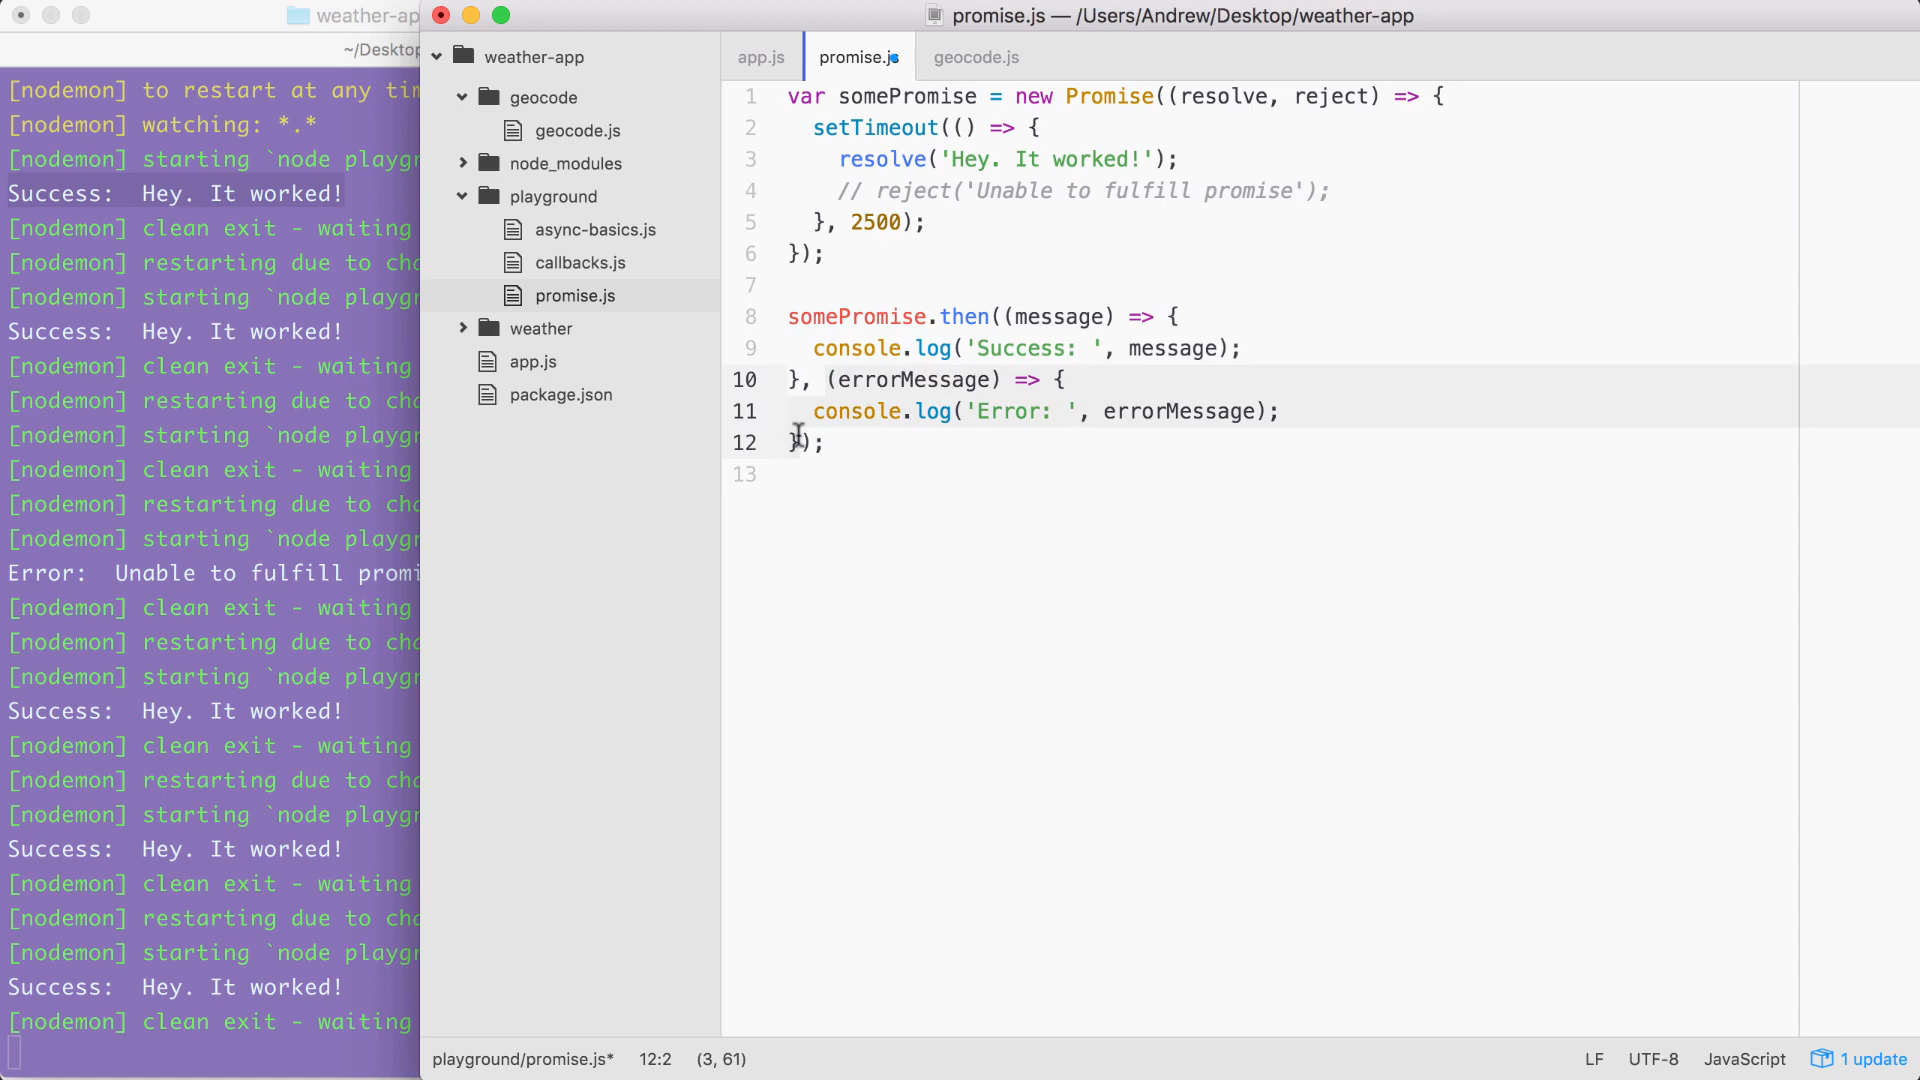 weather-ap
~/Desktop
[nodemon] to restart at any tim
[nodemon] watching: *.*
[nodemon] starting `node playgr
Success:  Hey. It worked!
[nodemon] clean exit - waiting
[nodemon] restarting due to cha
[nodemon] starting `node playgr
Success:  Hey. It worked!
[nodemon] clean exit - waiting
[nodemon] restarting due to cha
[nodemon] starting `node playgr
[nodemon] clean exit - waiting
[nodemon] restarting due to cha
[nodemon] starting `node playgr
Error:  Unable to fulfill promi
[nodemon] clean exit - waiting
[nodemon] restarting due to cha
[nodemon] starting `node playgr
Success:  Hey. It worked!
[nodemon] clean exit - waiting
[nodemon] restarting due to cha
[nodemon] starting `node playgr
Success:  Hey. It worked!
[nodemon] clean exit - waiting
[nodemon] restarting due to cha
[nodemon] starting `node playgr
Success:  Hey. It worked!
[nodemon] clean exit - waiting
promise.js — /Users/Andrew/Desktop/weather-app
weather-app
geocode
geocode.js
node_modules
playground
async-basics.js
callbacks.js
promise.js
weather
app.js
package.json
app.js
promise.js
geocode.js
1 var somePromise = new Promise((resolve, reject) => {
2   setTimeout(() => {
3     resolve('Hey. It worked!');
4     // reject('Unable to fulfill promise');
5   }, 2500);
6 });
7
8 somePromise.then((message) => {
9   console.log('Success: ', message);
10 }, (errorMessage) => {
11   console.log('Error: ', errorMessage);
12 });
13
playground/promise.js* 12:2 (3, 61)
LF UTF-8 JavaScript 1 update